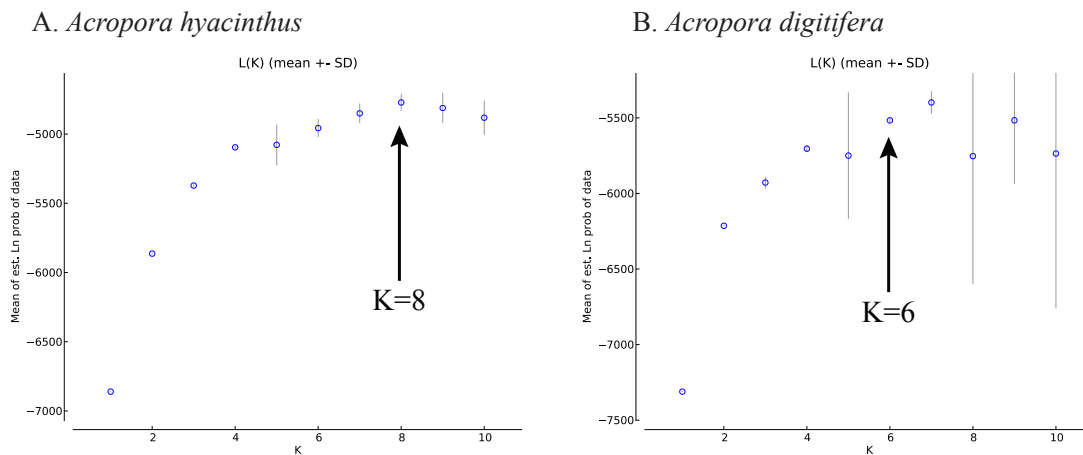 A. Acropora hyacinthus
L(K) (mean +- SD)
Mean of est. Ln prob of data
−5000
−5500
−6000
−6500
−7000
2 4 6 8 10
K
K=8
B. Acropora digitifera
L(K) (mean +- SD)
Mean of est. Ln prob of data
−5500
−6000
−6500
−7000
−7500
2 4 6 8 10
K
K=6